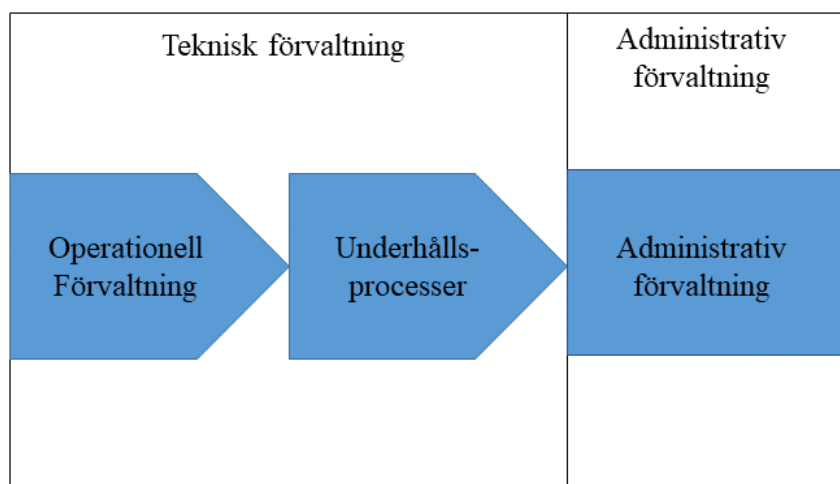 Teknisk förvaltning
Administrativ
förvaltning
Operationell
Förvaltning
Underhålls-
processer
Administrativ
förvaltning